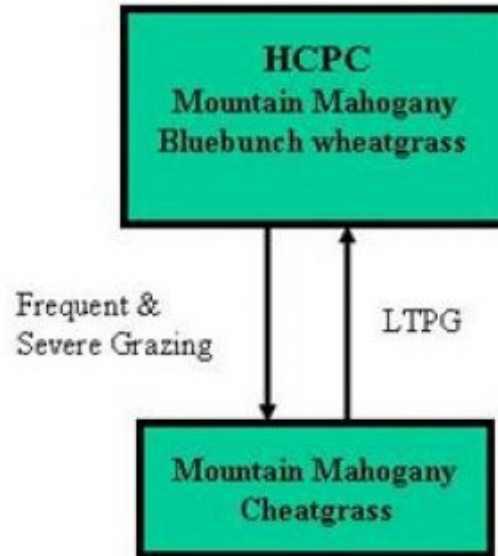 HCPC
Mountain Mahogany
Bluebunch wheatgrass
Frequent &
Severe Grazing
LTPG
Mountain Mahogany
Cheatgrass